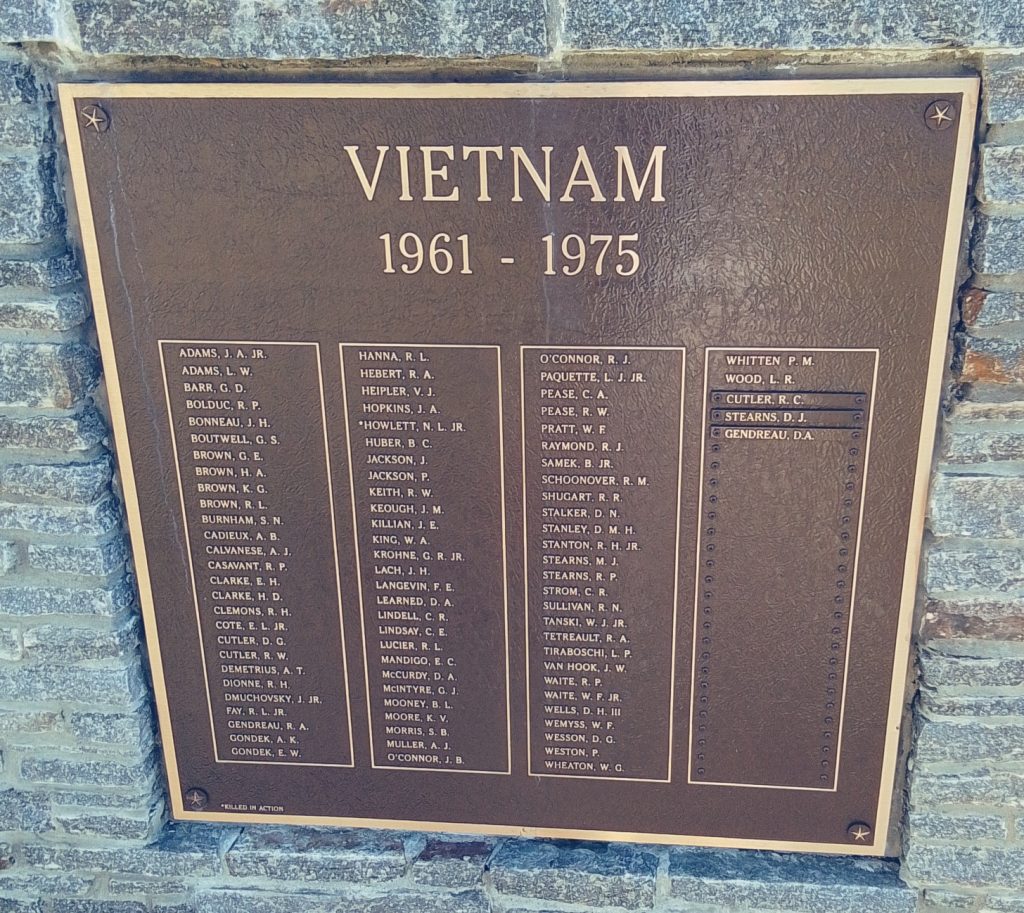 VIETNAM
1961 - 1975
ADAMS, J. A. JR.
ADAMS, L. W.
BARR, G. D.
BOLDUC, R. P.
BONNEAU, J. H.
BOUTWELL, G. S.
BROWN, G. E.
BROWN, H. A.
BROWN, K. G.
BROWN, R. L.
BURNHAM, S. N.
CADIEUX, A. B.
CALVANESE, A. J.
CASAVANT, R. P.
CLARKE, E. H.
CLARKE, H. D.
CLEMONS, R. H.
COTE, E. L. JR.
CUTLER, D. G.
CUTLER, R. W.
DEMETRIUS, A. T.
DIONNE, R. H.
DMUCHOVSKY, J. JR.
FAY, R. L. JR.
GENDREAU, R. A.
GONDEK, A. K.
GONDEK, E. W.
HANNA, R. L.
HEBERT, R. A.
HEIPLER, V. J.
HOPKINS, J. A.
*HOWLETT, N. L. JR.
HUBER, B. C.
JACKSON, J.
JACKSON, P.
KEITH, R. W.
KEOUGH, J. M.
KILLIAN, J. E.
KING, W. A.
KROHNE, G. R. JR.
LACH, J. H.
LANGEVIN, F. E.
LEARNED, D. A.
LINDELL, C. R.
LINDSAY, C. E.
LUCIER, R. L.
MANDIGO, E. C.
McCURDY, D. A.
McINTYRE, G. J.
MOONEY, B. L.
MOORE, K. V.
MORRIS, S. B.
MULLER, A. J.
O'CONNOR, J. B.
O'CONNOR, R. J.
PAQUETTE, L. J. JR.
PEASE, C. A.
PEASE, R. W.
PRATT, W. F.
RAYMOND, R. J.
SAMEK, B. JR.
SCHOONOVER, R. M.
SHUGART, R. R.
STALKER, D. N.
STANLEY, D. M. H.
STANTON, R. H. JR.
STEARNS, M. J.
STEARNS, R. P.
STROM, C. R.
SULLIVAN, R. N.
TANSKI, W. J. JR.
TETREAULT, R. A.
TIRABOSCHI, L. P.
VAN HOOK, J. W.
WAITE, R. P.
WAITE, W. F. JR.
WELLS, D. H. III
WEMYSS, W. F.
WESSON, D. G.
WESTON, P.
WHEATON, W. G.
WHITTEN P. M.
WOOD, L. R.
CUTLER, R. C.
STEARNS, D. J.
GENDREAU, D.A.
*KILLED IN ACTION